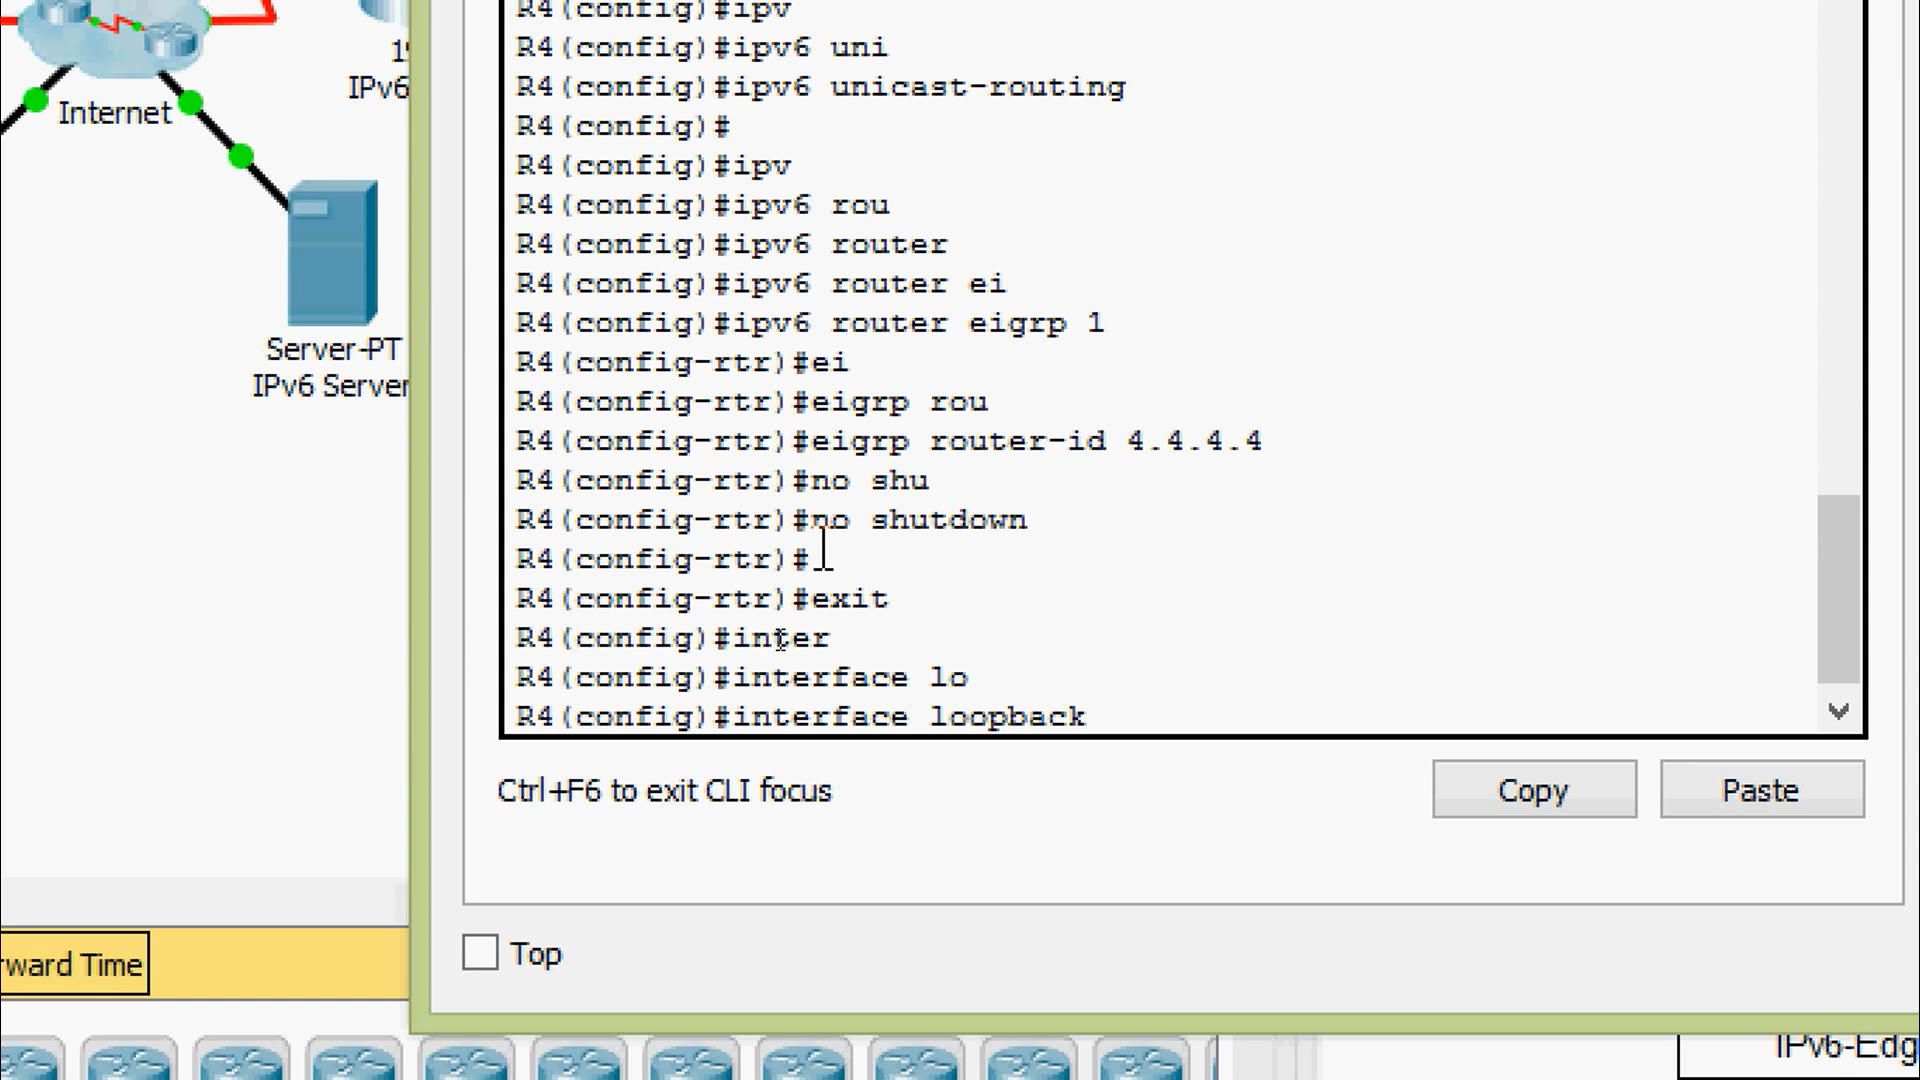 R4(config)#ipv
R4(config)#ipv6 uni
R4(config)#ipv6 unicast-routing
R4(config)#
R4(config)#ipv
R4(config)#ipv6 rou
R4(config)#ipv6 router
R4(config)#ipv6 router ei
R4(config)#ipv6 router eigrp 1
R4(config-rtr)#ei
R4(config-rtr)#eigrp rou
R4(config-rtr)#eigrp router-id 4.4.4.4
R4(config-rtr)#no shu
R4(config-rtr)#no shutdown
R4(config-rtr)#
R4(config-rtr)#exit
R4(config)#inter
R4(config)#interface lo
R4(config)#interface loopback
Ctrl+F6 to exit CLI focus
Copy
Paste
Top
Internet
IPv6
Server-PT
IPv6 Server
rward Time
IPv6-Edg